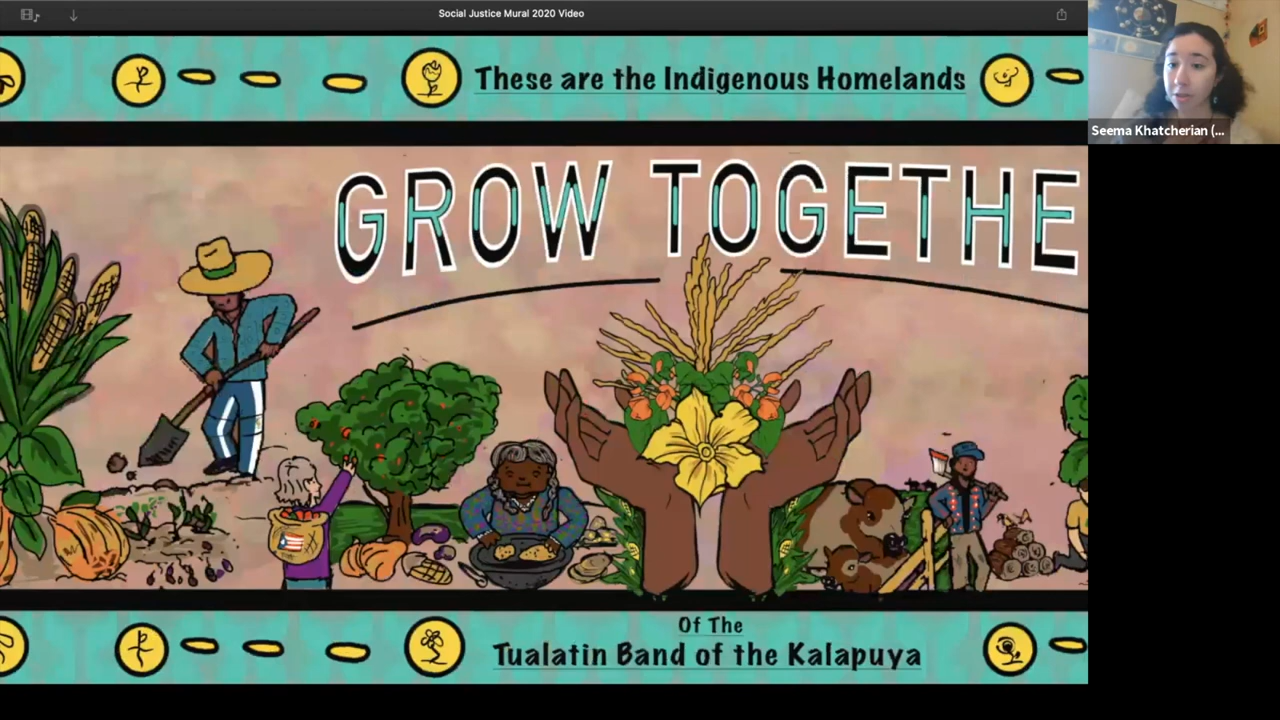 Social Justice Mural 2020 Video
These are the Indigenous Homelands
GROW TOGETHE
Of The
Tualatin Band of the Kalapuya
Seema Khatcherian (...